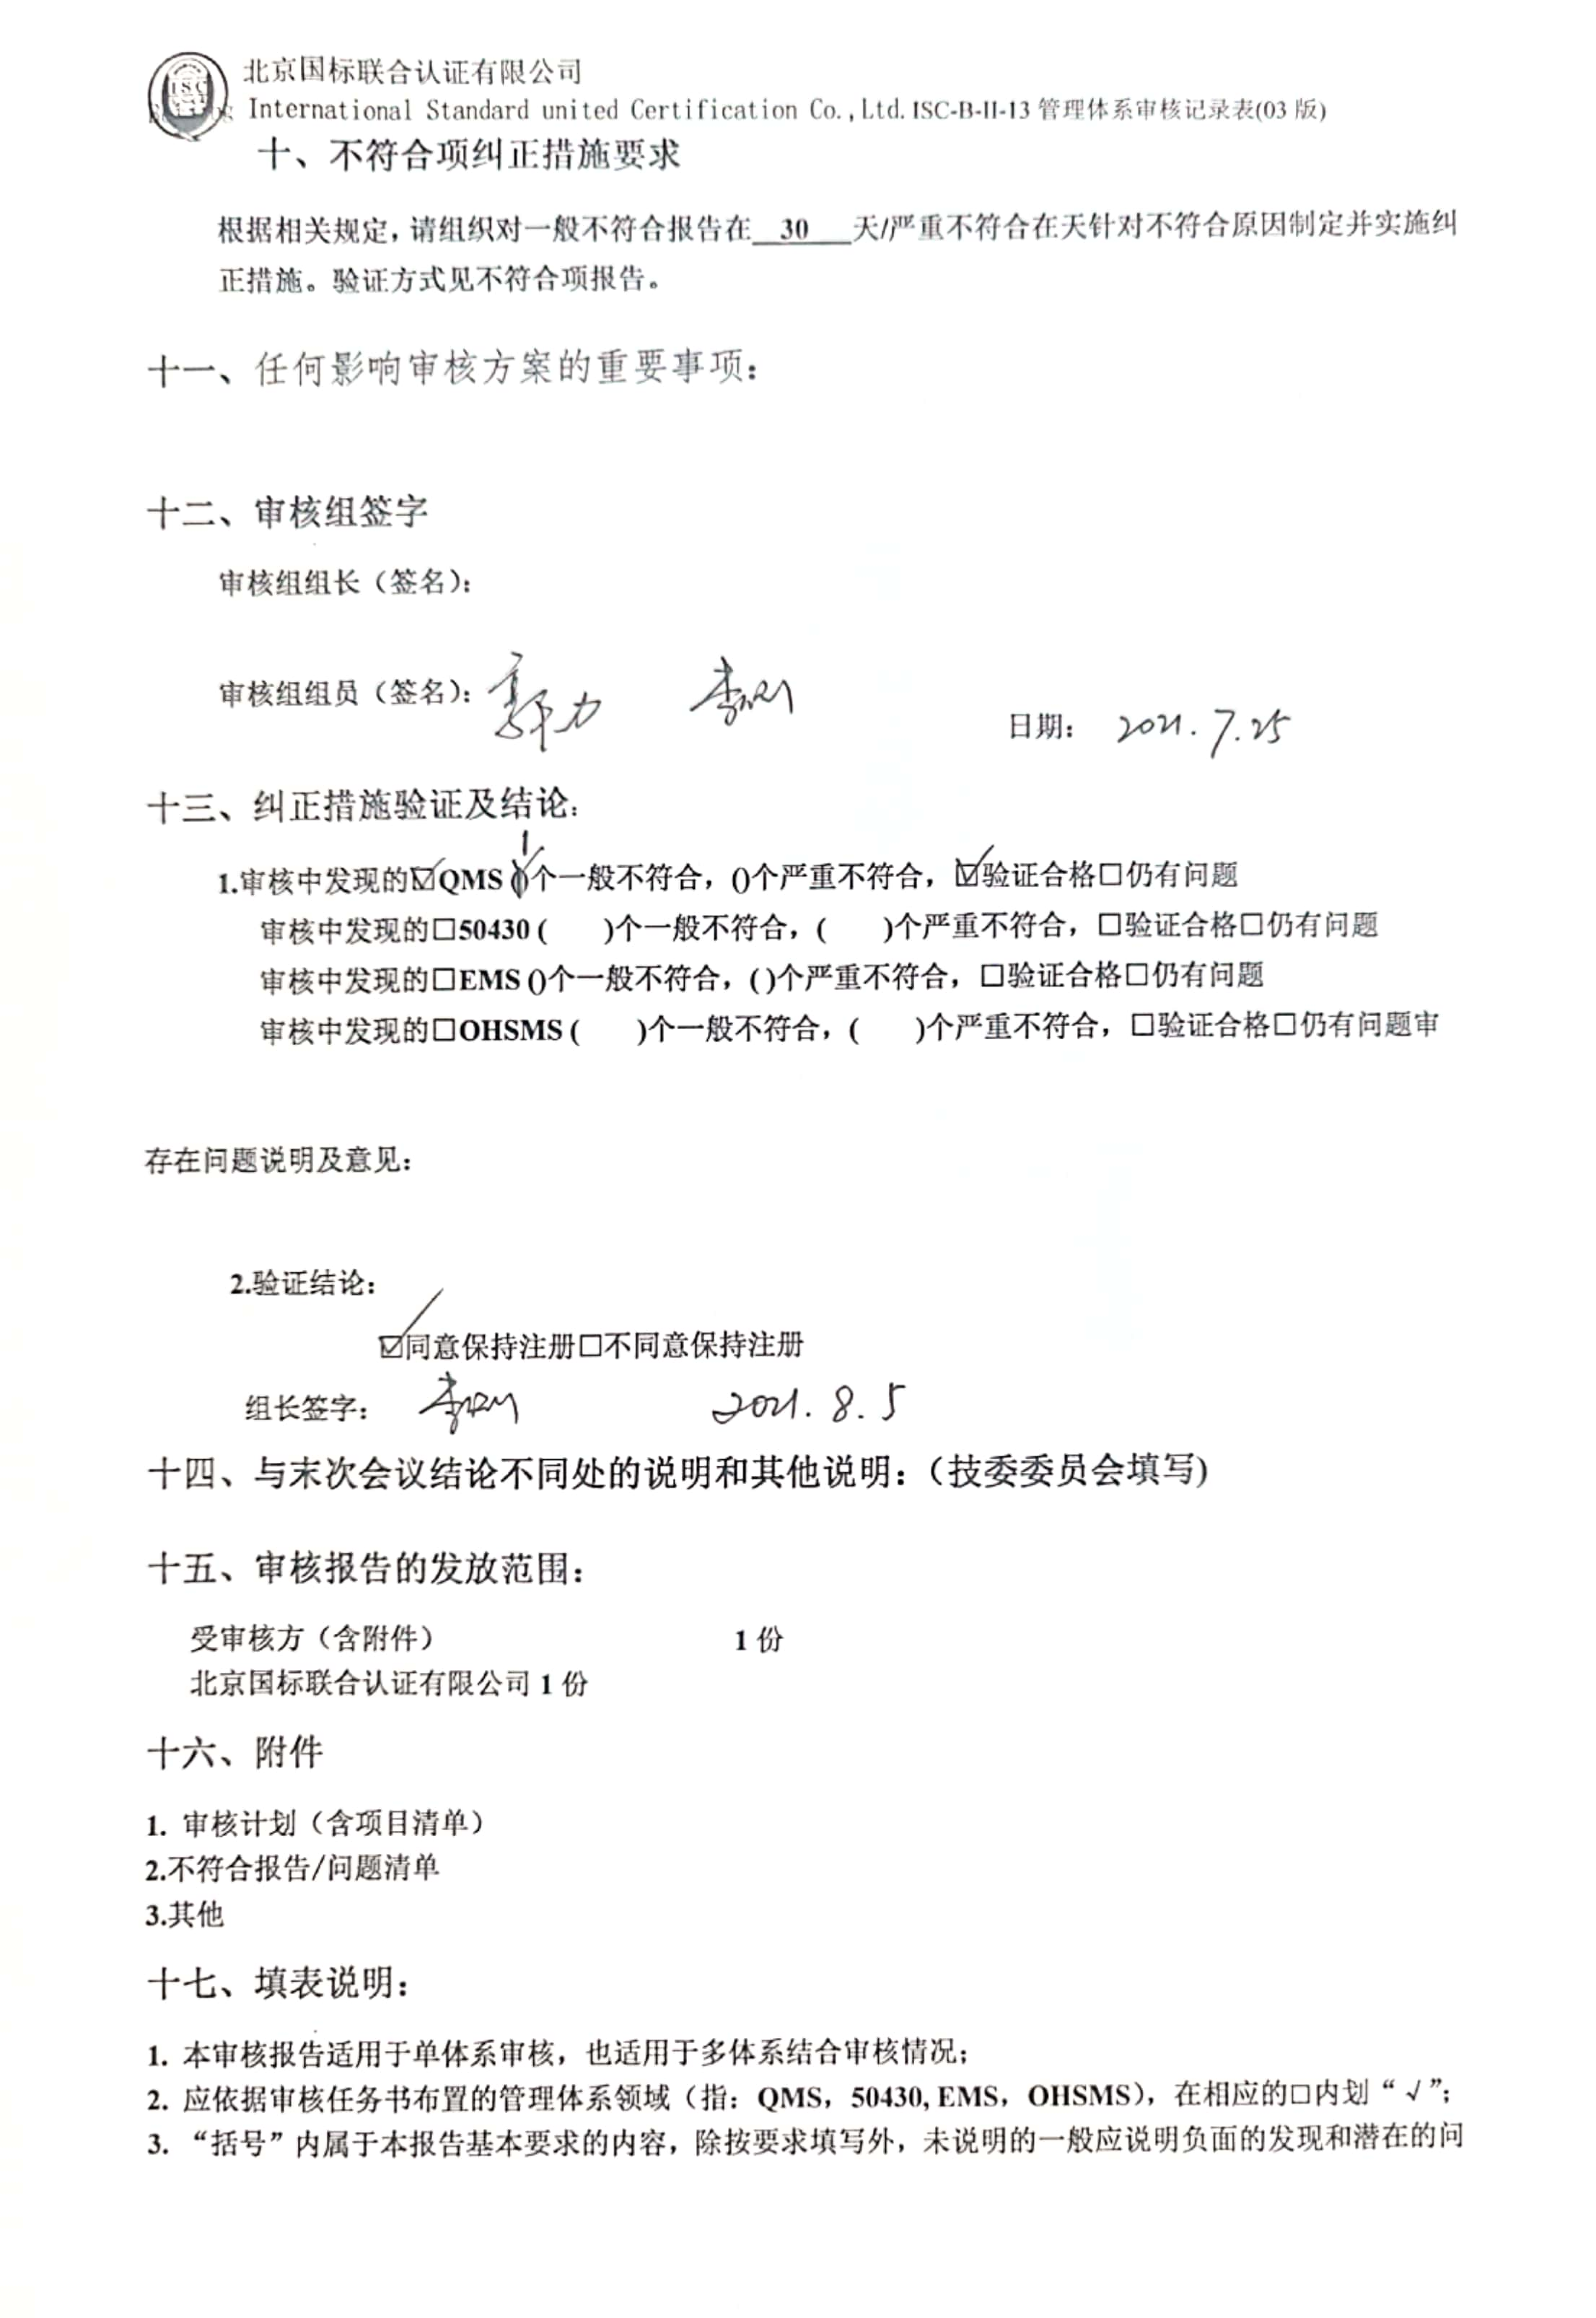 北京国标联合认证有限公司
International Standard united Certification Co.,Ltd. ISC-B-II-13 管理体系审核记录表(03 版)
ISC
十、不符合项纠正措施要求
根据相关规定，请组织对一般不符合报告在 30 天/严重不符合在天针对不符合原因制定并实施纠
正措施。验证方式见不符合项报告。
十一、任何影响审核方案的重要事项：
十二、审核组签字
审核组组长（签名）：
审核组组员（签名）： 郭力
日期： 2021.7.25
十三、纠正措施验证及结论：
1
1.审核中发现的☑QMS ()个一般不符合，()个严重不符合，☑验证合格□仍有问题
审核中发现的□50430 ( )个一般不符合，( )个严重不符合，□验证合格□仍有问题
审核中发现的□EMS ()个一般不符合，( )个严重不符合，□验证合格□仍有问题
审核中发现的□OHSMS ( )个一般不符合，( )个严重不符合，□验证合格□仍有问题审
存在问题说明及意见：
2.验证结论：
☑同意保持注册□不同意保持注册
组长签字： 2021.8.5
十四、与末次会议结论不同处的说明和其他说明：（技委委员会填写）
十五、审核报告的发放范围：
受审核方（含附件） 1 份
北京国标联合认证有限公司 1 份
十六、附件
1. 审核计划（含项目清单）
2.不符合报告/问题清单
3.其他
十七、填表说明：
1. 本审核报告适用于单体系审核，也适用于多体系结合审核情况；
2. 应依据审核任务书布置的管理体系领域（指：QMS，50430, EMS，OHSMS），在相应的□内划“√”；
3. “括号”内属于本报告基本要求的内容，除按要求填写外，未说明的一般应说明负面的发现和潜在的问